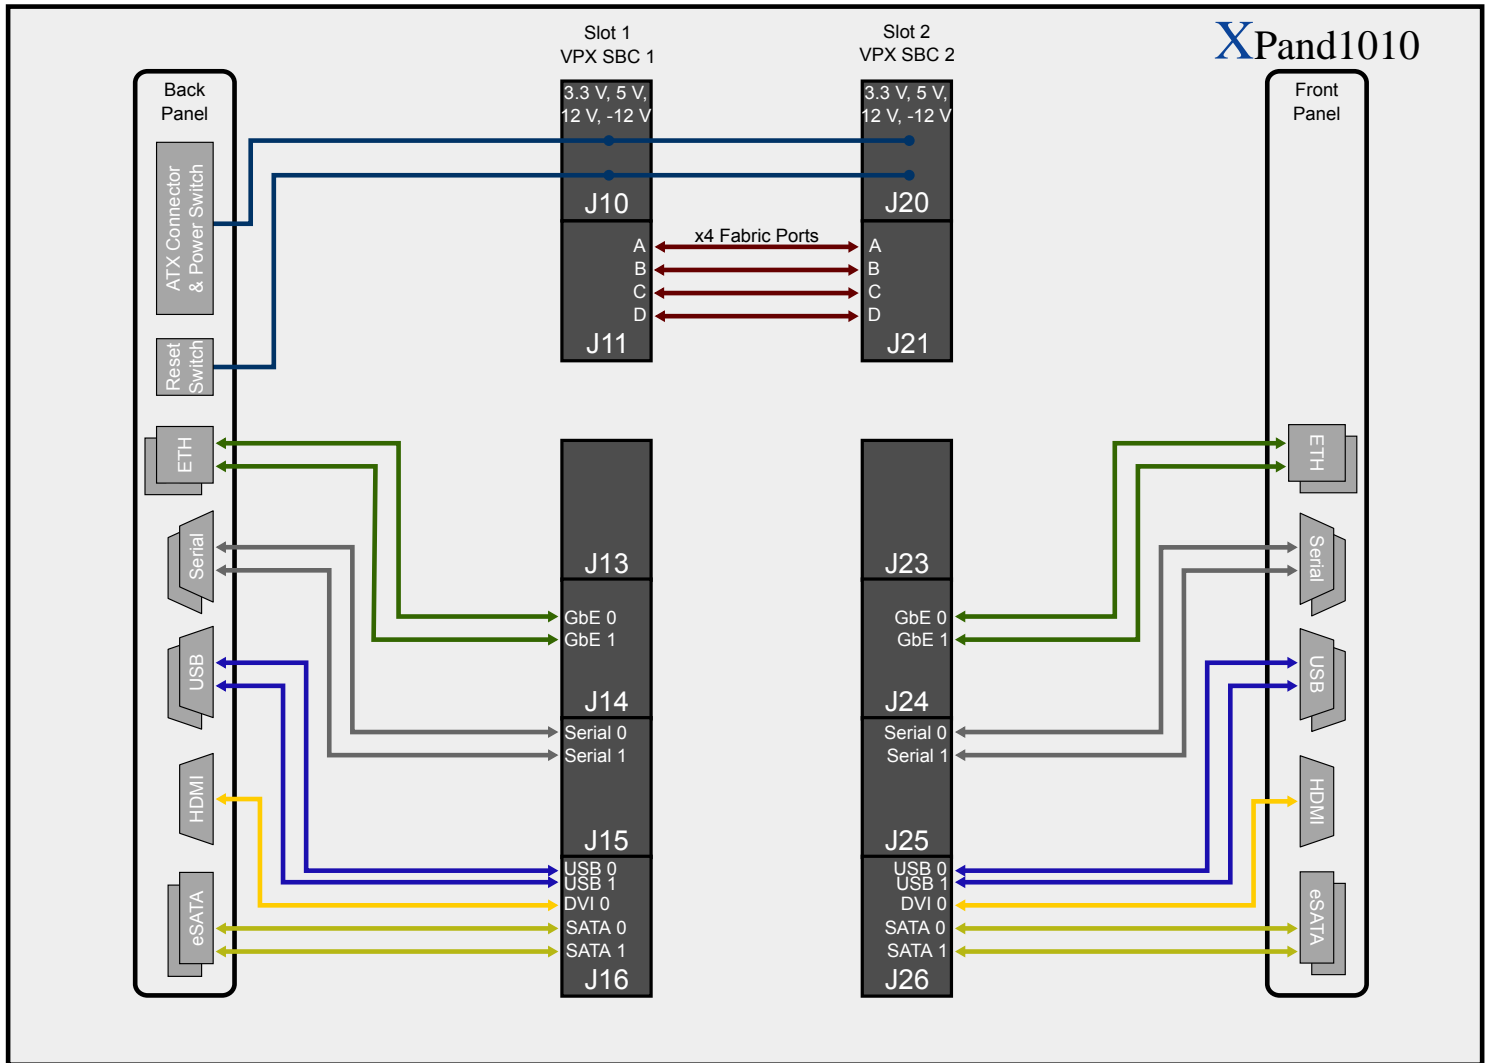 XPand1010
Slot 1
VPX SBC 1
Slot 2
VPX SBC 2
Back
Panel
ATX Connector
& Power Switch
Reset
Switch
ETH
Serial
USB
HDMI
eSATA
3.3 V, 5 V,
12 V, -12 V
J10
A
B
C
D
J11
x4 Fabric Ports
3.3 V, 5 V,
12 V, -12 V
J20
A
B
C
D
J21
J13
GbE 0
GbE 1
J14
Serial 0
Serial 1
J15
USB 0
USB 1
DVI 0
SATA 0
SATA 1
J16
J23
GbE 0
GbE 1
J24
Serial 0
Serial 1
J25
USB 0
USB 1
DVI 0
SATA 0
SATA 1
J26
Front
Panel
ETH
Serial
USB
HDMI
eSATA